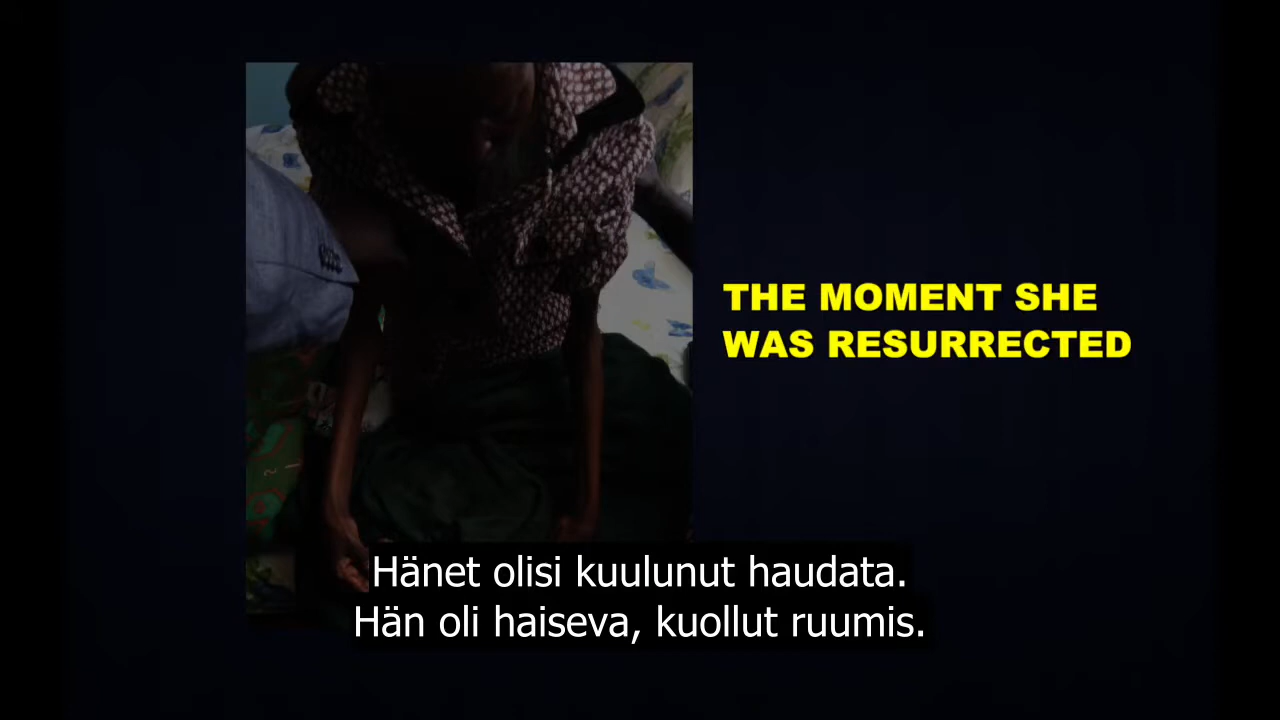 THE MOMENT SHE
WAS RESURRECTED
Hänet olisi kuulunut haudata.
Hän oli haiseva, kuollut ruumis.